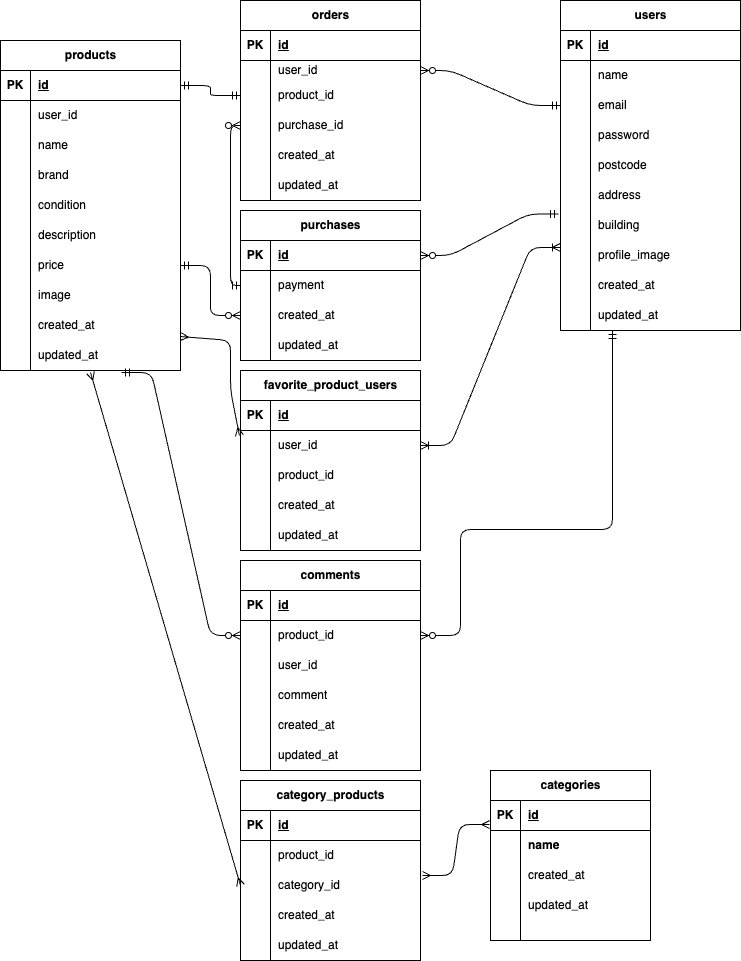 products
PK id
user_id
name
brand
condition
description
price
image
created_at
updated_at
orders
PK id
user_id
product_id
purchase_id
created_at
updated_at
users
PK id
name
email
password
postcode
address
building
profile_image
created_at
updated_at
purchases
PK id
payment
created_at
updated_at
favorite_product_users
PK id
user_id
product_id
created_at
updated_at
comments
PK id
product_id
user_id
comment
created_at
updated_at
category_products
PK id
product_id
category_id
created_at
updated_at
categories
PK id
name
created_at
updated_at